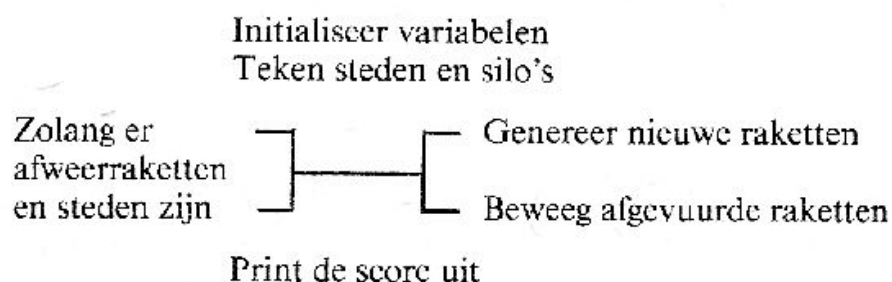 Initialiseer variabelen
Teken steden en silo's
Zolang er
afweerraketten
en steden zijn
Genereer nieuwe raketten
Beweeg afgevuurde raketten
Print de score uit